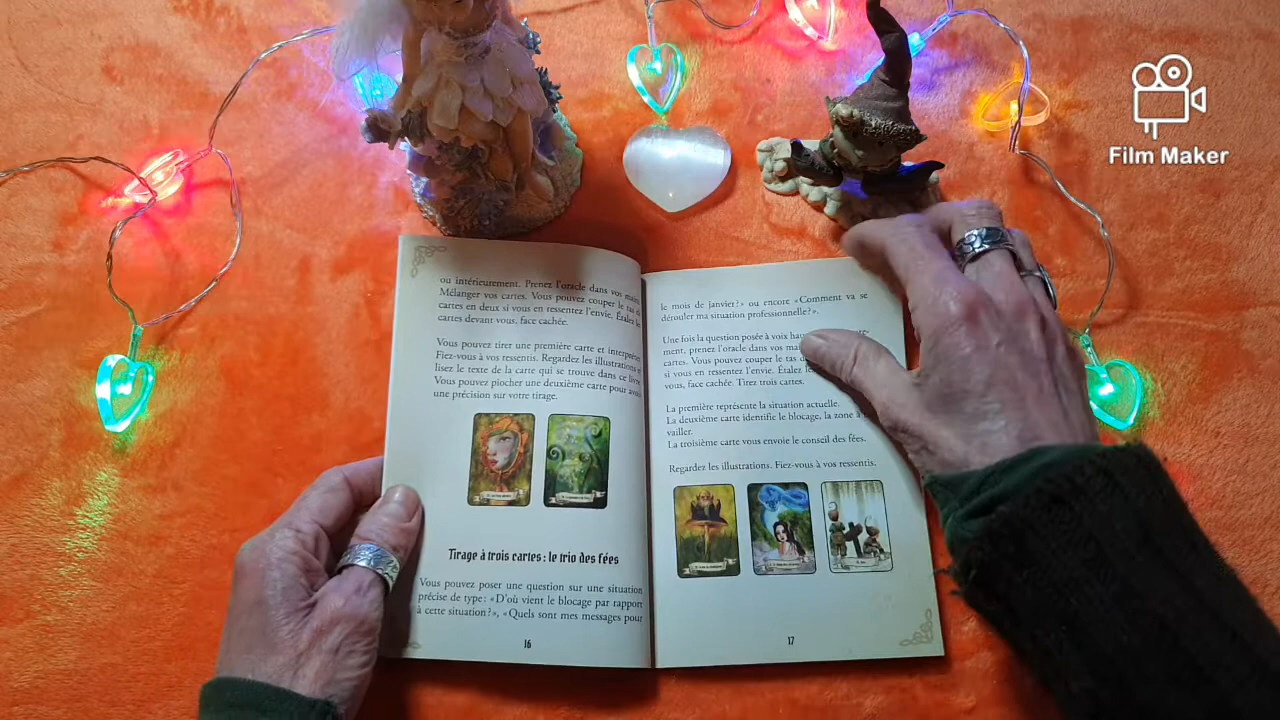 ou intérieurement. Prenez l'oracle dans vos mains
Mélanger vos cartes. Vous pouvez couper le tas de
cartes en deux si vous en ressentez l'envie. Étalez les
cartes devant vous, face cachée.
Vous pouvez tirer une première carte et interpréter
Fiez-vous à vos ressentis. Regardez les illustrations et
lisez le texte de la carte qui se trouve dans ce livre
Vous pouvez piocher une deuxième carte pour avoir
une précision sur votre tirage.
Tirage à trois cartes : le trio des fées
Vous pouvez poser une question sur une situation
précise de type : «D'où vient le blocage par rapport
à cette situation?», «Quels sont mes messages pour
16
le mois de janvier?» ou encore «Comment va se
dérouler ma situation professionnelle?».
Une fois la question posée à voix
ment, prenez l'oracle dans vos
cartes. Vous pouvez couper le tas
si vous en ressentez l'envie. Étalez
vous, face cachée. Tirez trois cartes.
La première représente la situation actuelle.
La deuxième carte identifie le blocage, la zone à
vailler.
La troisième carte vous envoie le conseil des fées.
Regardez les illustrations. Fiez-vous à vos ressentis.
17
Film Maker